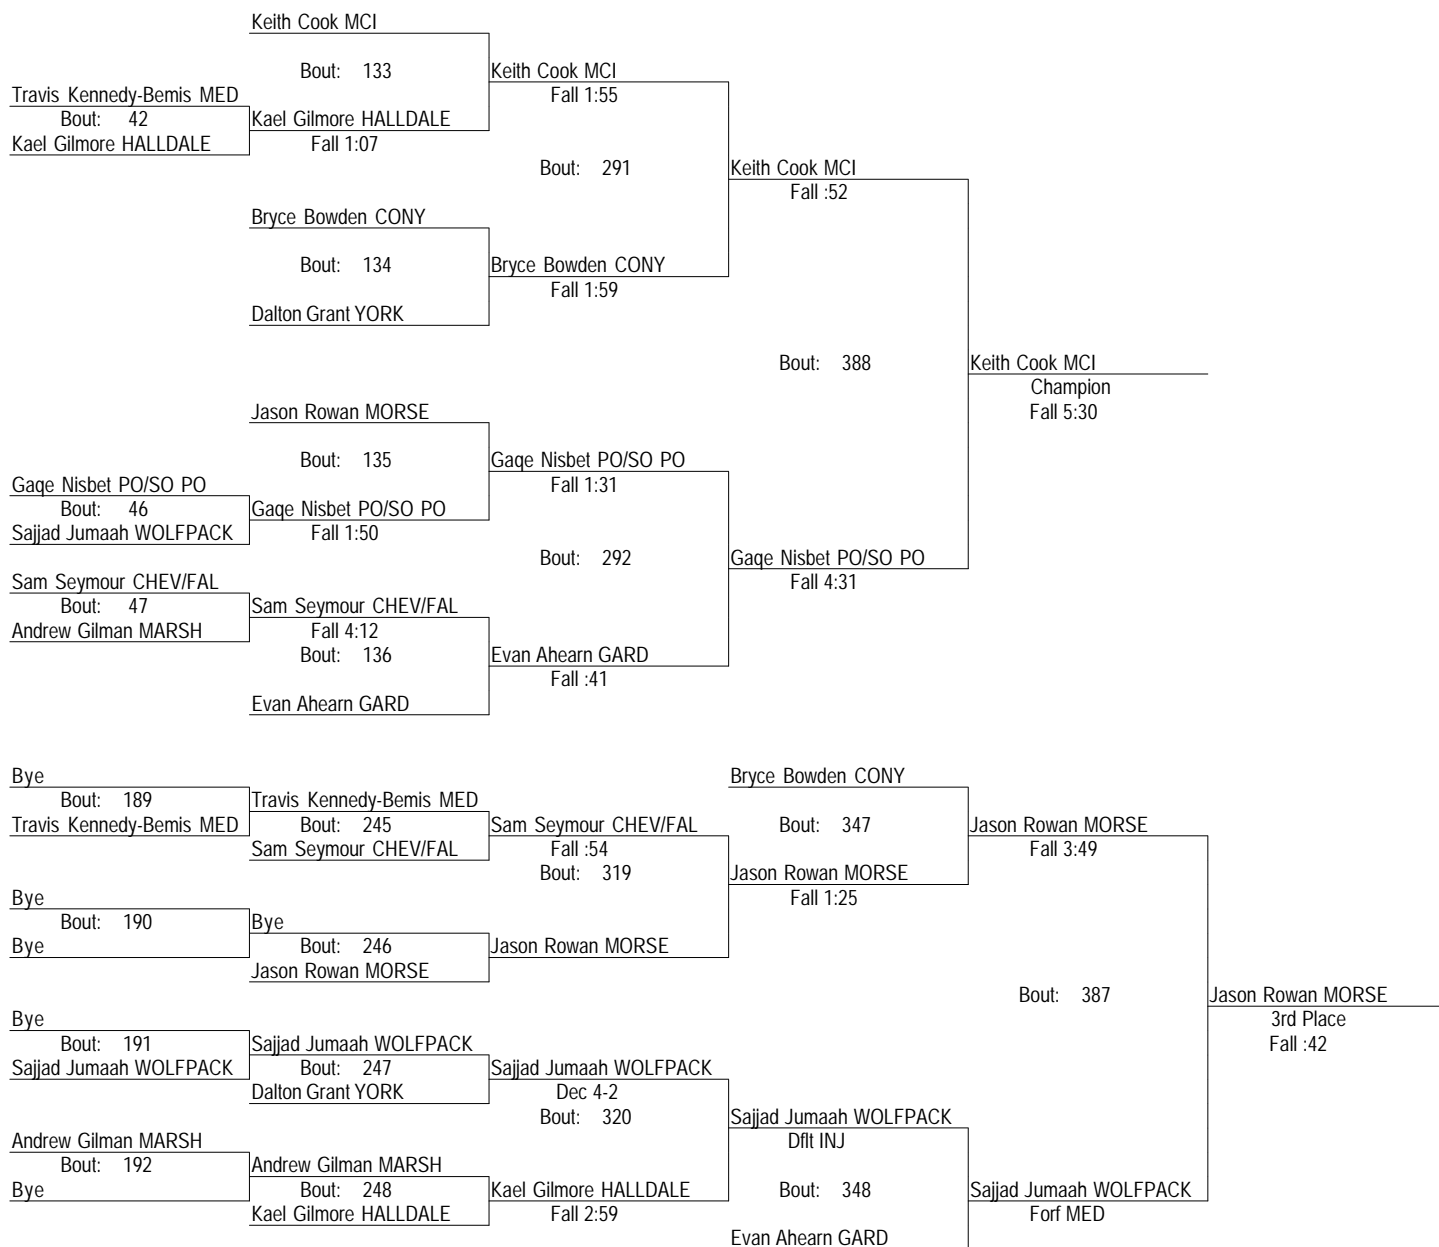 Keith Cook MCI
Bout: 133
Keith Cook MCI
Travis Kennedy-Bemis MED
Fall 1:55
Bout: 42
Kael Gilmore HALLDALE
Kael Gilmore HALLDALE
Fall 1:07
Bout: 291
Keith Cook MCI
Fall :52
Bryce Bowden CONY
Bout: 134
Bryce Bowden CONY
Fall 1:59
Dalton Grant YORK
Bout: 388
Keith Cook MCI
Champion
Fall 5:30
Jason Rowan MORSE
Bout: 135
Gage Nisbet PO/SO PO
Gage Nisbet PO/SO PO
Fall 1:31
Bout: 46
Gage Nisbet PO/SO PO
Sajjad Jumaah WOLFPACK
Fall 1:50
Bout: 292
Gage Nisbet PO/SO PO
Sam Seymour CHEV/FAL
Fall 4:31
Bout: 47
Sam Seymour CHEV/FAL
Andrew Gilman MARSH
Fall 4:12
Bout: 136
Evan Ahearn GARD
Fall :41
Evan Ahearn GARD
Bye
Bryce Bowden CONY
Bout: 189
Travis Kennedy-Bemis MED
Travis Kennedy-Bemis MED
Bout: 245
Sam Seymour CHEV/FAL
Bout: 347
Jason Rowan MORSE
Sam Seymour CHEV/FAL
Fall :54
Fall 3:49
Bout: 319
Jason Rowan MORSE
Bye
Fall 1:25
Bout: 190
Bye
Bye
Bout: 246
Jason Rowan MORSE
Jason Rowan MORSE
Bout: 387
Jason Rowan MORSE
Bye
3rd Place
Bout: 191
Sajjad Jumaah WOLFPACK
Fall :42
Sajjad Jumaah WOLFPACK
Bout: 247
Sajjad Jumaah WOLFPACK
Dalton Grant YORK
Dec 4-2
Bout: 320
Sajjad Jumaah WOLFPACK
Andrew Gilman MARSH
Dflt INJ
Bout: 192
Andrew Gilman MARSH
Bye
Bout: 248
Kael Gilmore HALLDALE
Bout: 348
Sajjad Jumaah WOLFPACK
Kael Gilmore HALLDALE
Fall 2:59
Forf MED
Evan Ahearn GARD